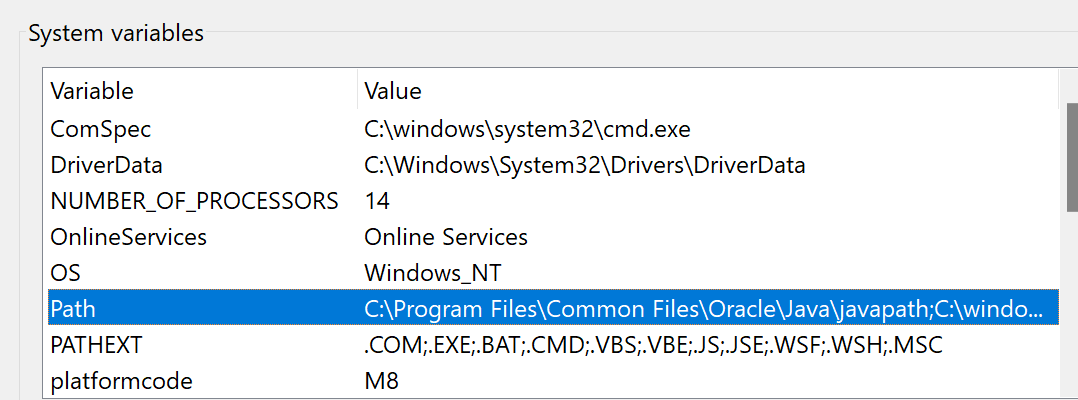 System variables
Variable Value
ComSpec C:\windows\system32\cmd.exe
DriverData C:\Windows\System32\Drivers\DriverData
NUMBER_OF_PROCESSORS 14
OnlineServices Online Services
OS Windows_NT
Path C:\Program Files\Common Files\Oracle\Java\javapath;C:\windo...
PATHEXT .COM;.EXE;.BAT;.CMD;.VBS;.VBE;.JS;.JSE;.WSF;.WSH;.MSC
platformcode M8